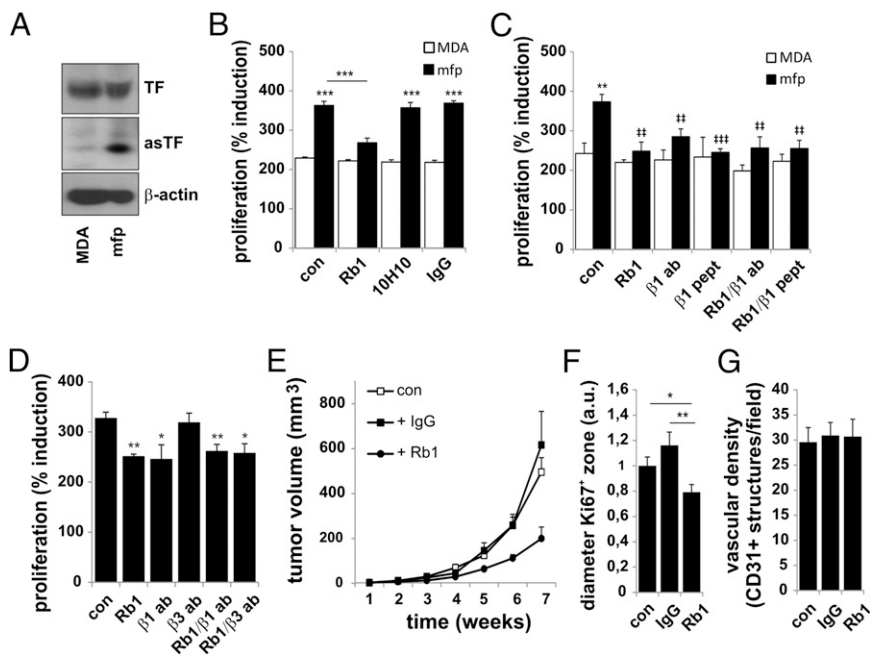 A
TF
asTF
β-actin
MDA
mfp
B
proliferation (% induction)
500
400
300
200
100
0
MDA
mfp
***
***
***
***
con
Rb1
10H10
IgG
C
proliferation (% induction)
500
400
300
200
100
0
MDA
mfp
**
‡‡
‡‡
‡‡‡
‡‡
‡‡
con
Rb1
β1 ab
β1 pept
Rb1/β1 ab
Rb1/β1 pept
D
proliferation (% induction)
400
300
200
100
0
**
*
**
*
con
Rb1
β1 ab
β3 ab
Rb1/β1 ab
Rb1/β3 ab
E
tumor volume (mm³)
800
600
400
200
0
con
+ IgG
+ Rb1
1 2 3 4 5 6 7
time (weeks)
F
diameter Ki67⁺ zone (a.u.)
1,6
1,4
1,2
1
0,8
0,6
0,4
0,2
0
*
**
con
IgG
Rb1
G
vascular density
(CD31+ structures/field)
40
35
30
25
20
15
10
5
0
con
IgG
Rb1